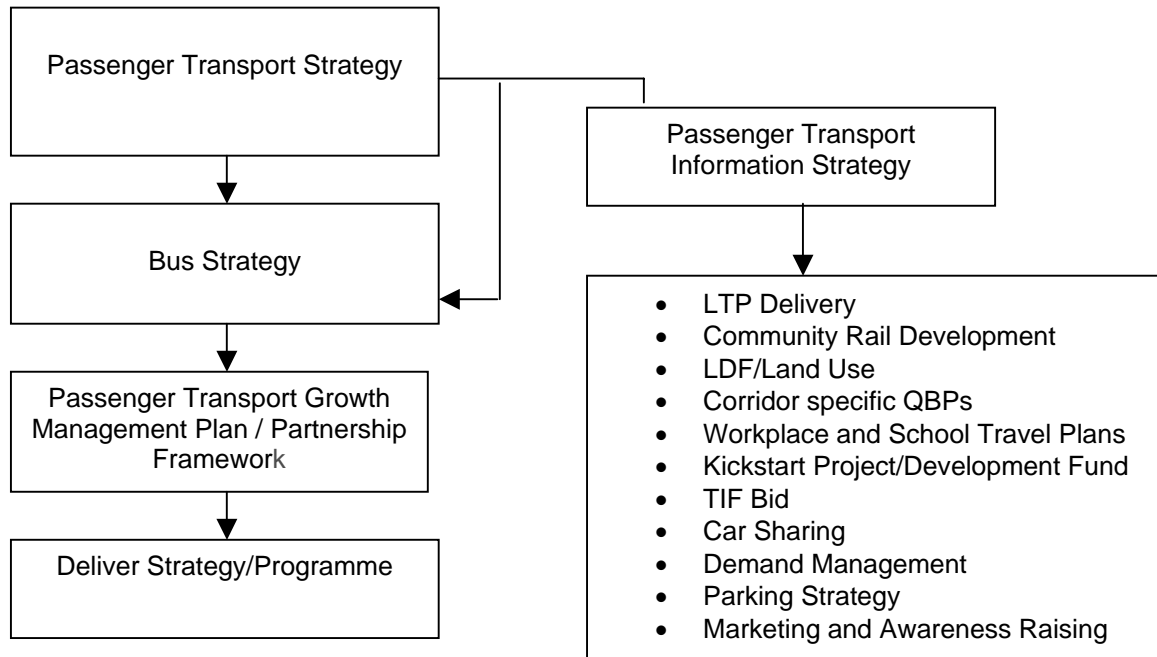 Passenger Transport Strategy
Passenger Transport
Information Strategy
Bus Strategy
Passenger Transport Growth
Management Plan / Partnership
Framework
Deliver Strategy/Programme
• LTP Delivery
• Community Rail Development
• LDF/Land Use
• Corridor specific QBPs
• Workplace and School Travel Plans
• Kickstart Project/Development Fund
• TIF Bid
• Car Sharing
• Demand Management
• Parking Strategy
• Marketing and Awareness Raising